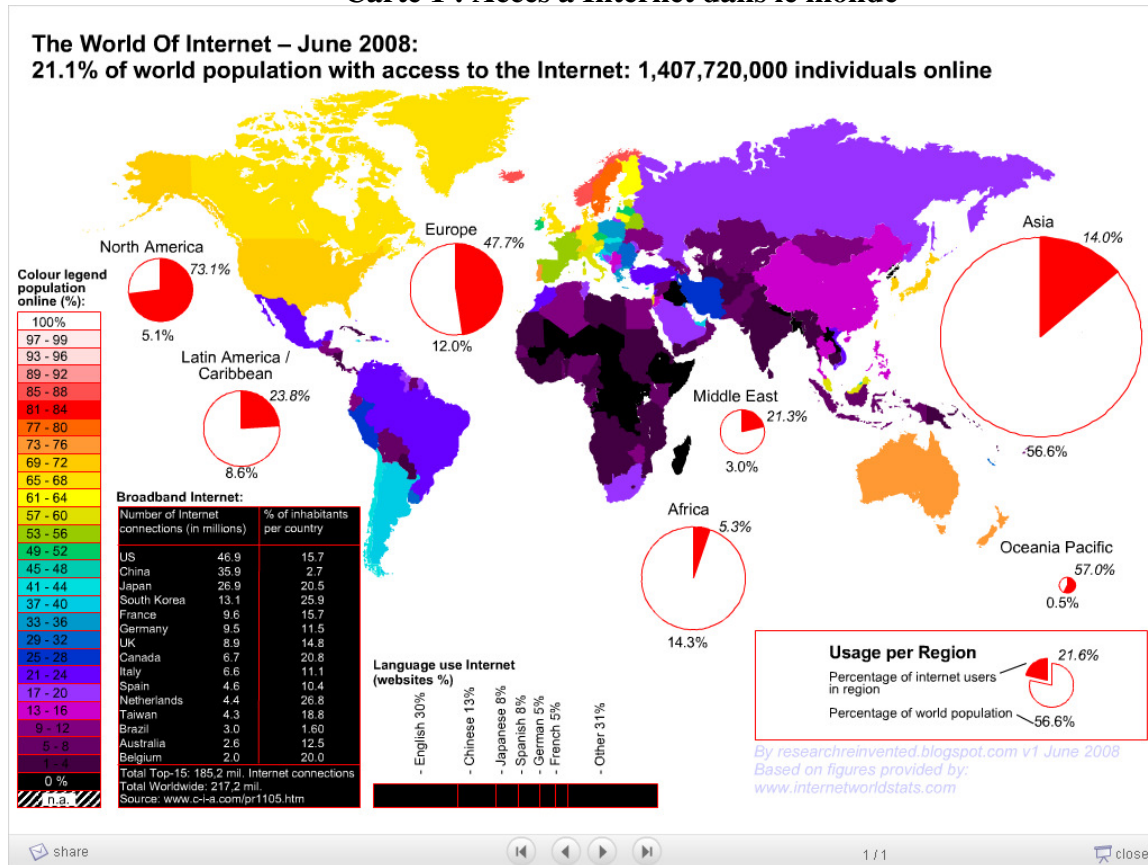 Carte 1 : Accès à Internet dans le monde
The World Of Internet – June 2008:
21.1% of world population with access to the Internet: 1,407,720,000 individuals online
North America
73.1%
5.1%
Europe
47.7%
12.0%
Asia
14.0%
56.6%
Latin America /
Caribbean
23.8%
8.6%
Middle East
21.3%
3.0%
Africa
5.3%
14.3%
Oceania Pacific
57.0%
0.5%
Colour legend
population
online (%):
100%
97 - 99
93 - 96
89 - 92
85 - 88
81 - 84
77 - 80
73 - 76
69 - 72
65 - 68
61 - 64
57 - 60
53 - 56
49 - 52
45 - 48
41 - 44
37 - 40
33 - 36
29 - 32
25 - 28
21 - 24
17 - 20
13 - 16
9 - 12
5 - 8
1 - 4
0 %
n.a.
Broadband Internet:
Number of Internet % of inhabitants
connections (in millions) per country
US 46.9 15.7
China 35.9 2.7
Japan 26.9 20.5
South Korea 13.1 25.9
France 9.6 15.7
Germany 9.5 11.5
UK 8.9 14.8
Canada 6.7 20.8
Italy 6.6 11.1
Spain 4.6 10.4
Netherlands 4.4 26.8
Taiwan 4.3 18.8
Brazil 3.0 1.60
Australia 2.6 12.5
Belgium 2.0 20.0
Total Top-15: 185,2 mil. Internet connections
Total Worldwide: 217,2 mil.
Source: www.c-i-a.com/pr1105.htm
Language use Internet
(websites %)
- English 30%
- Chinese 13%
- Japanese 8%
- Spanish 8%
- German 5%
- French 5%
- Other 31%
Usage per Region
21.6%
Percentage of internet users
in region
Percentage of world population
56.6%
By researchreinvented.blogspot.com v1 June 2008
Based on figures provided by:
www.internetworldstats.com
share
1 / 1
close